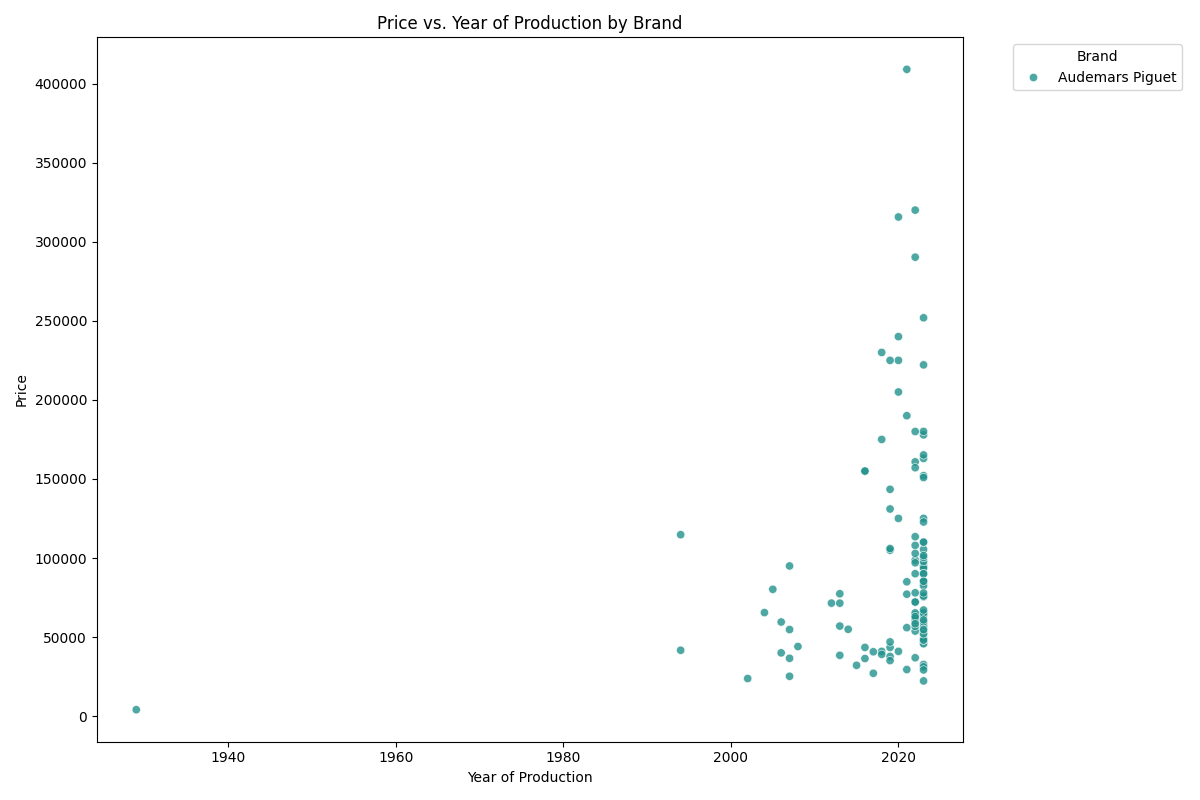 Price vs. Year of Production by Brand
Brand
Audemars Piguet
400000
350000
300000
250000
200000
150000
100000
50000
0
Price
1940
1960
1980
2000
2020
Year of Production